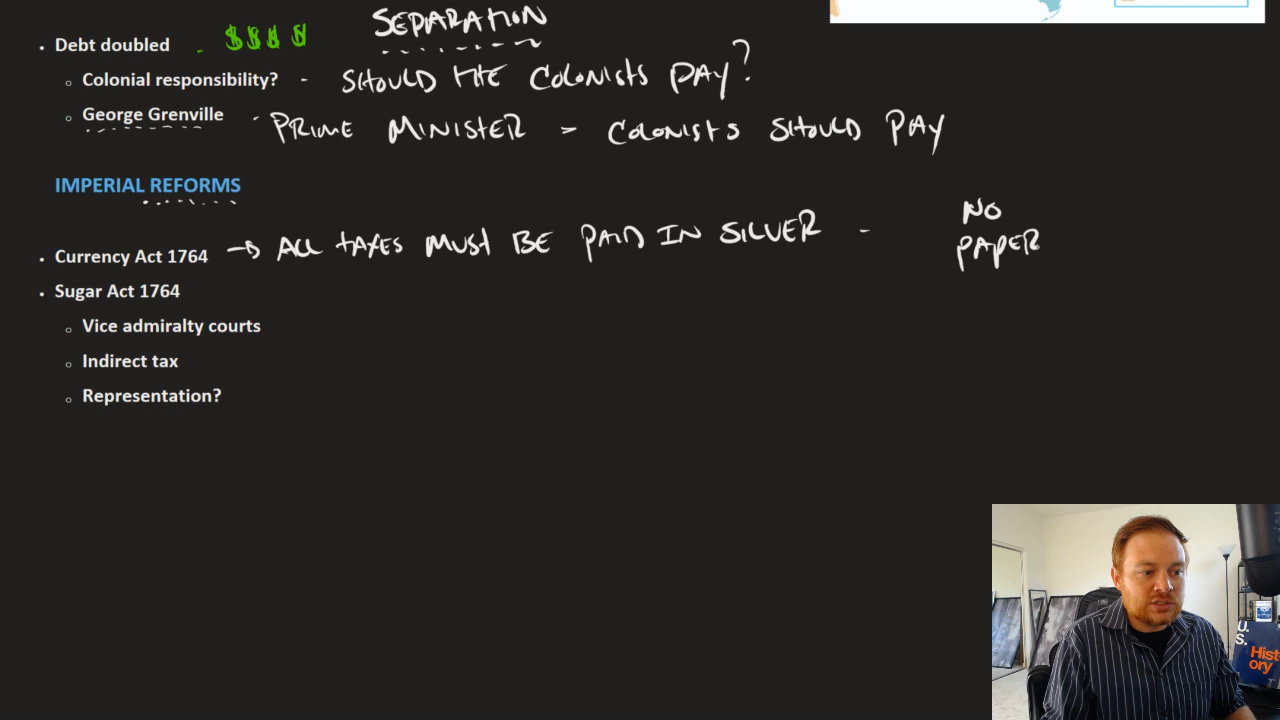 SEPARATION
Debt doubled - $$$$
Colonial responsibility? - SHOULD THE COLONISTS PAY?
George Grenville - PRIME MINISTER - COLONISTS SHOULD PAY
IMPERIAL REFORMS
Currency Act 1764 → ALL TAXES MUST BE PAID IN SILVER - NO PAPER
Sugar Act 1764
Vice admiralty courts
Indirect tax
Representation?
U.
S.
Hist
ory